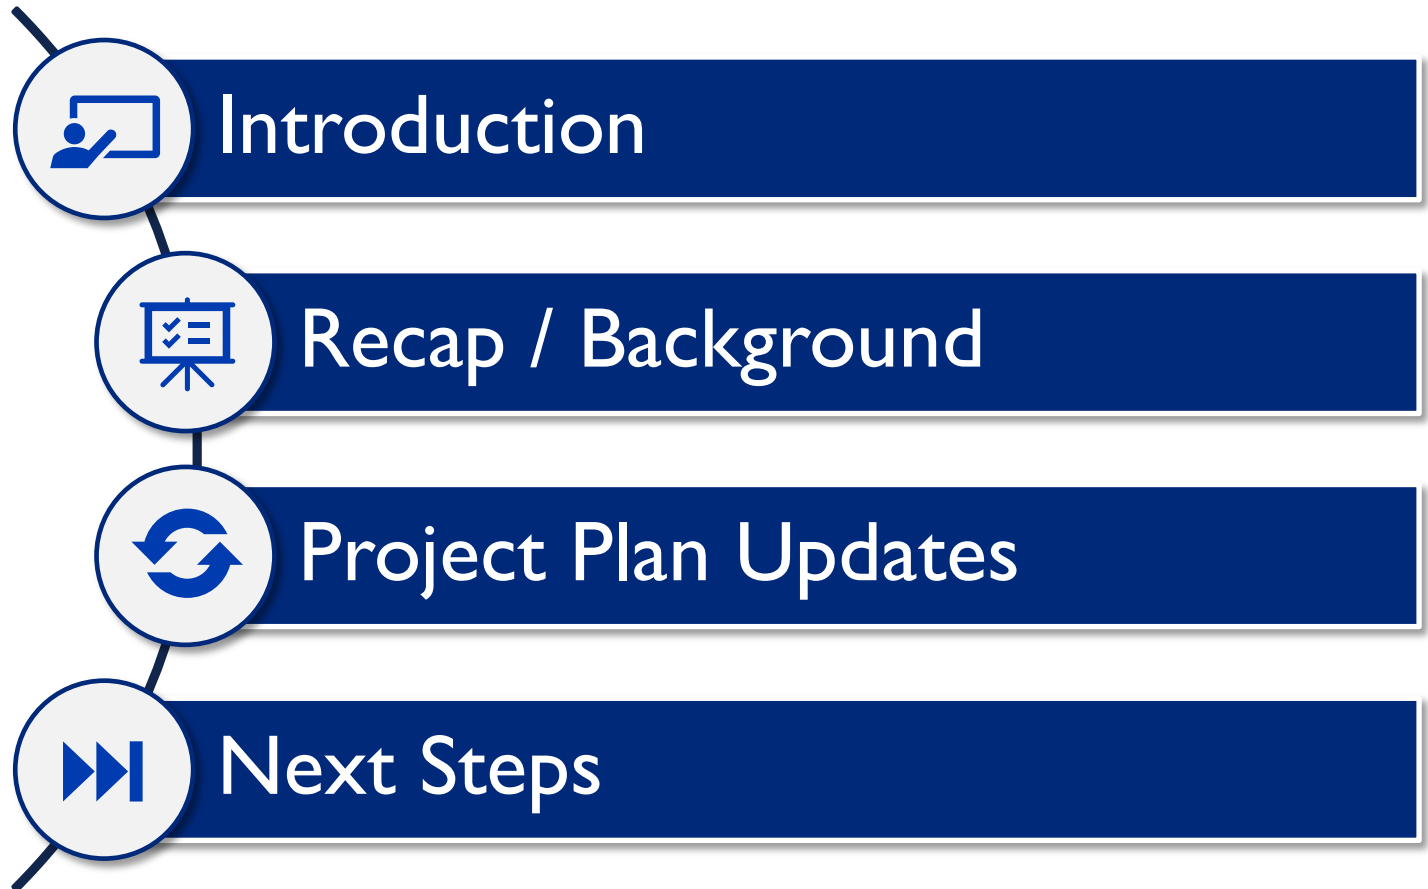 Introduction
Recap / Background
Project Plan Updates
Next Steps